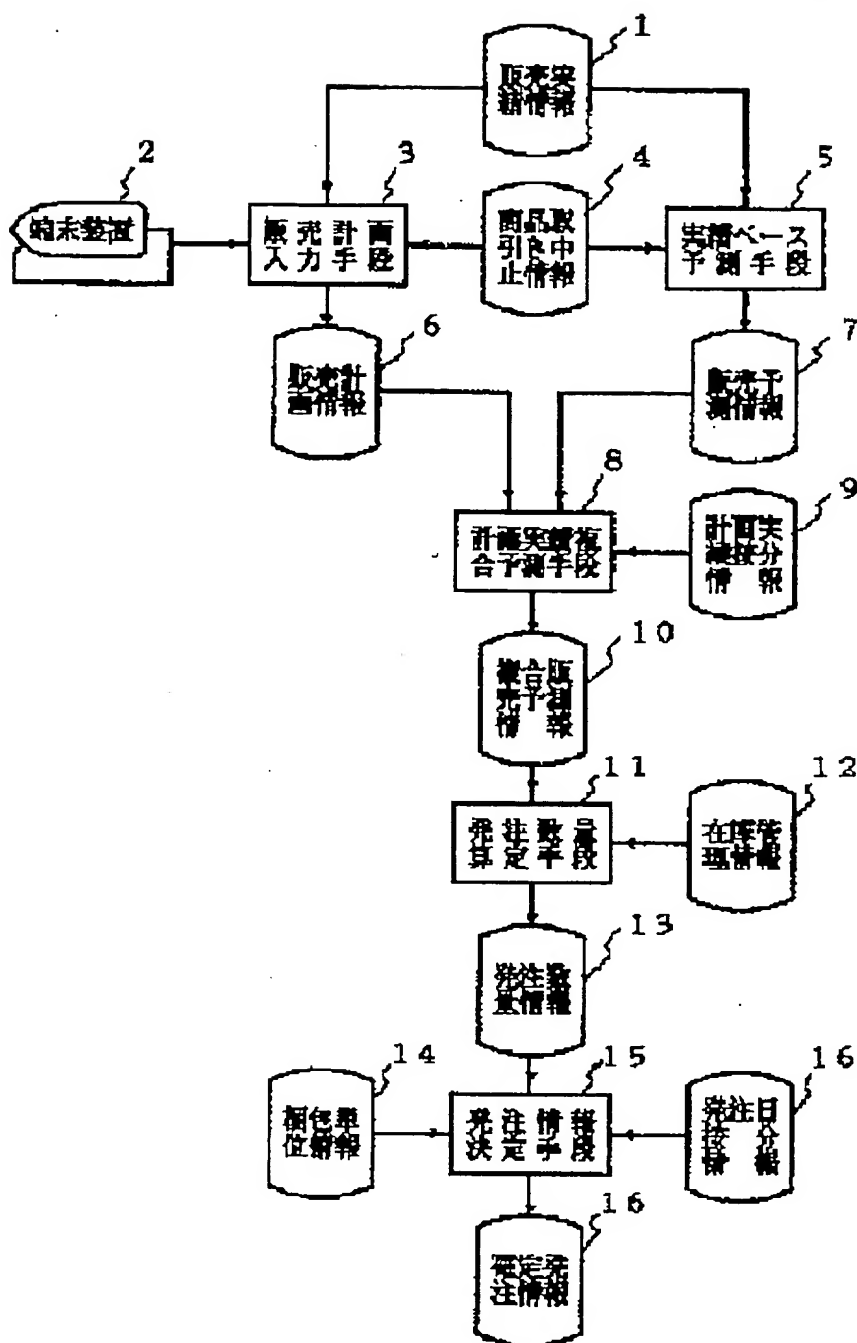 1
販売実
績情報
2
端末装置
3
販売計画
入力手段
4
商品取
引き中
止情報
5
実績ベース
予測手段
6
販売計
画情報
7
販売予
測情報
8
計画実績複
合予測手段
9
計画実
績按分
情報
10
複合販
売予測
情報
11
発注数量
算定手段
12
在庫管
理情報
13
発注数
量情報
14
梱包単
位情報
15
発注情報
決定手段
16
発注日
按分
情報
16
確定発
注情報